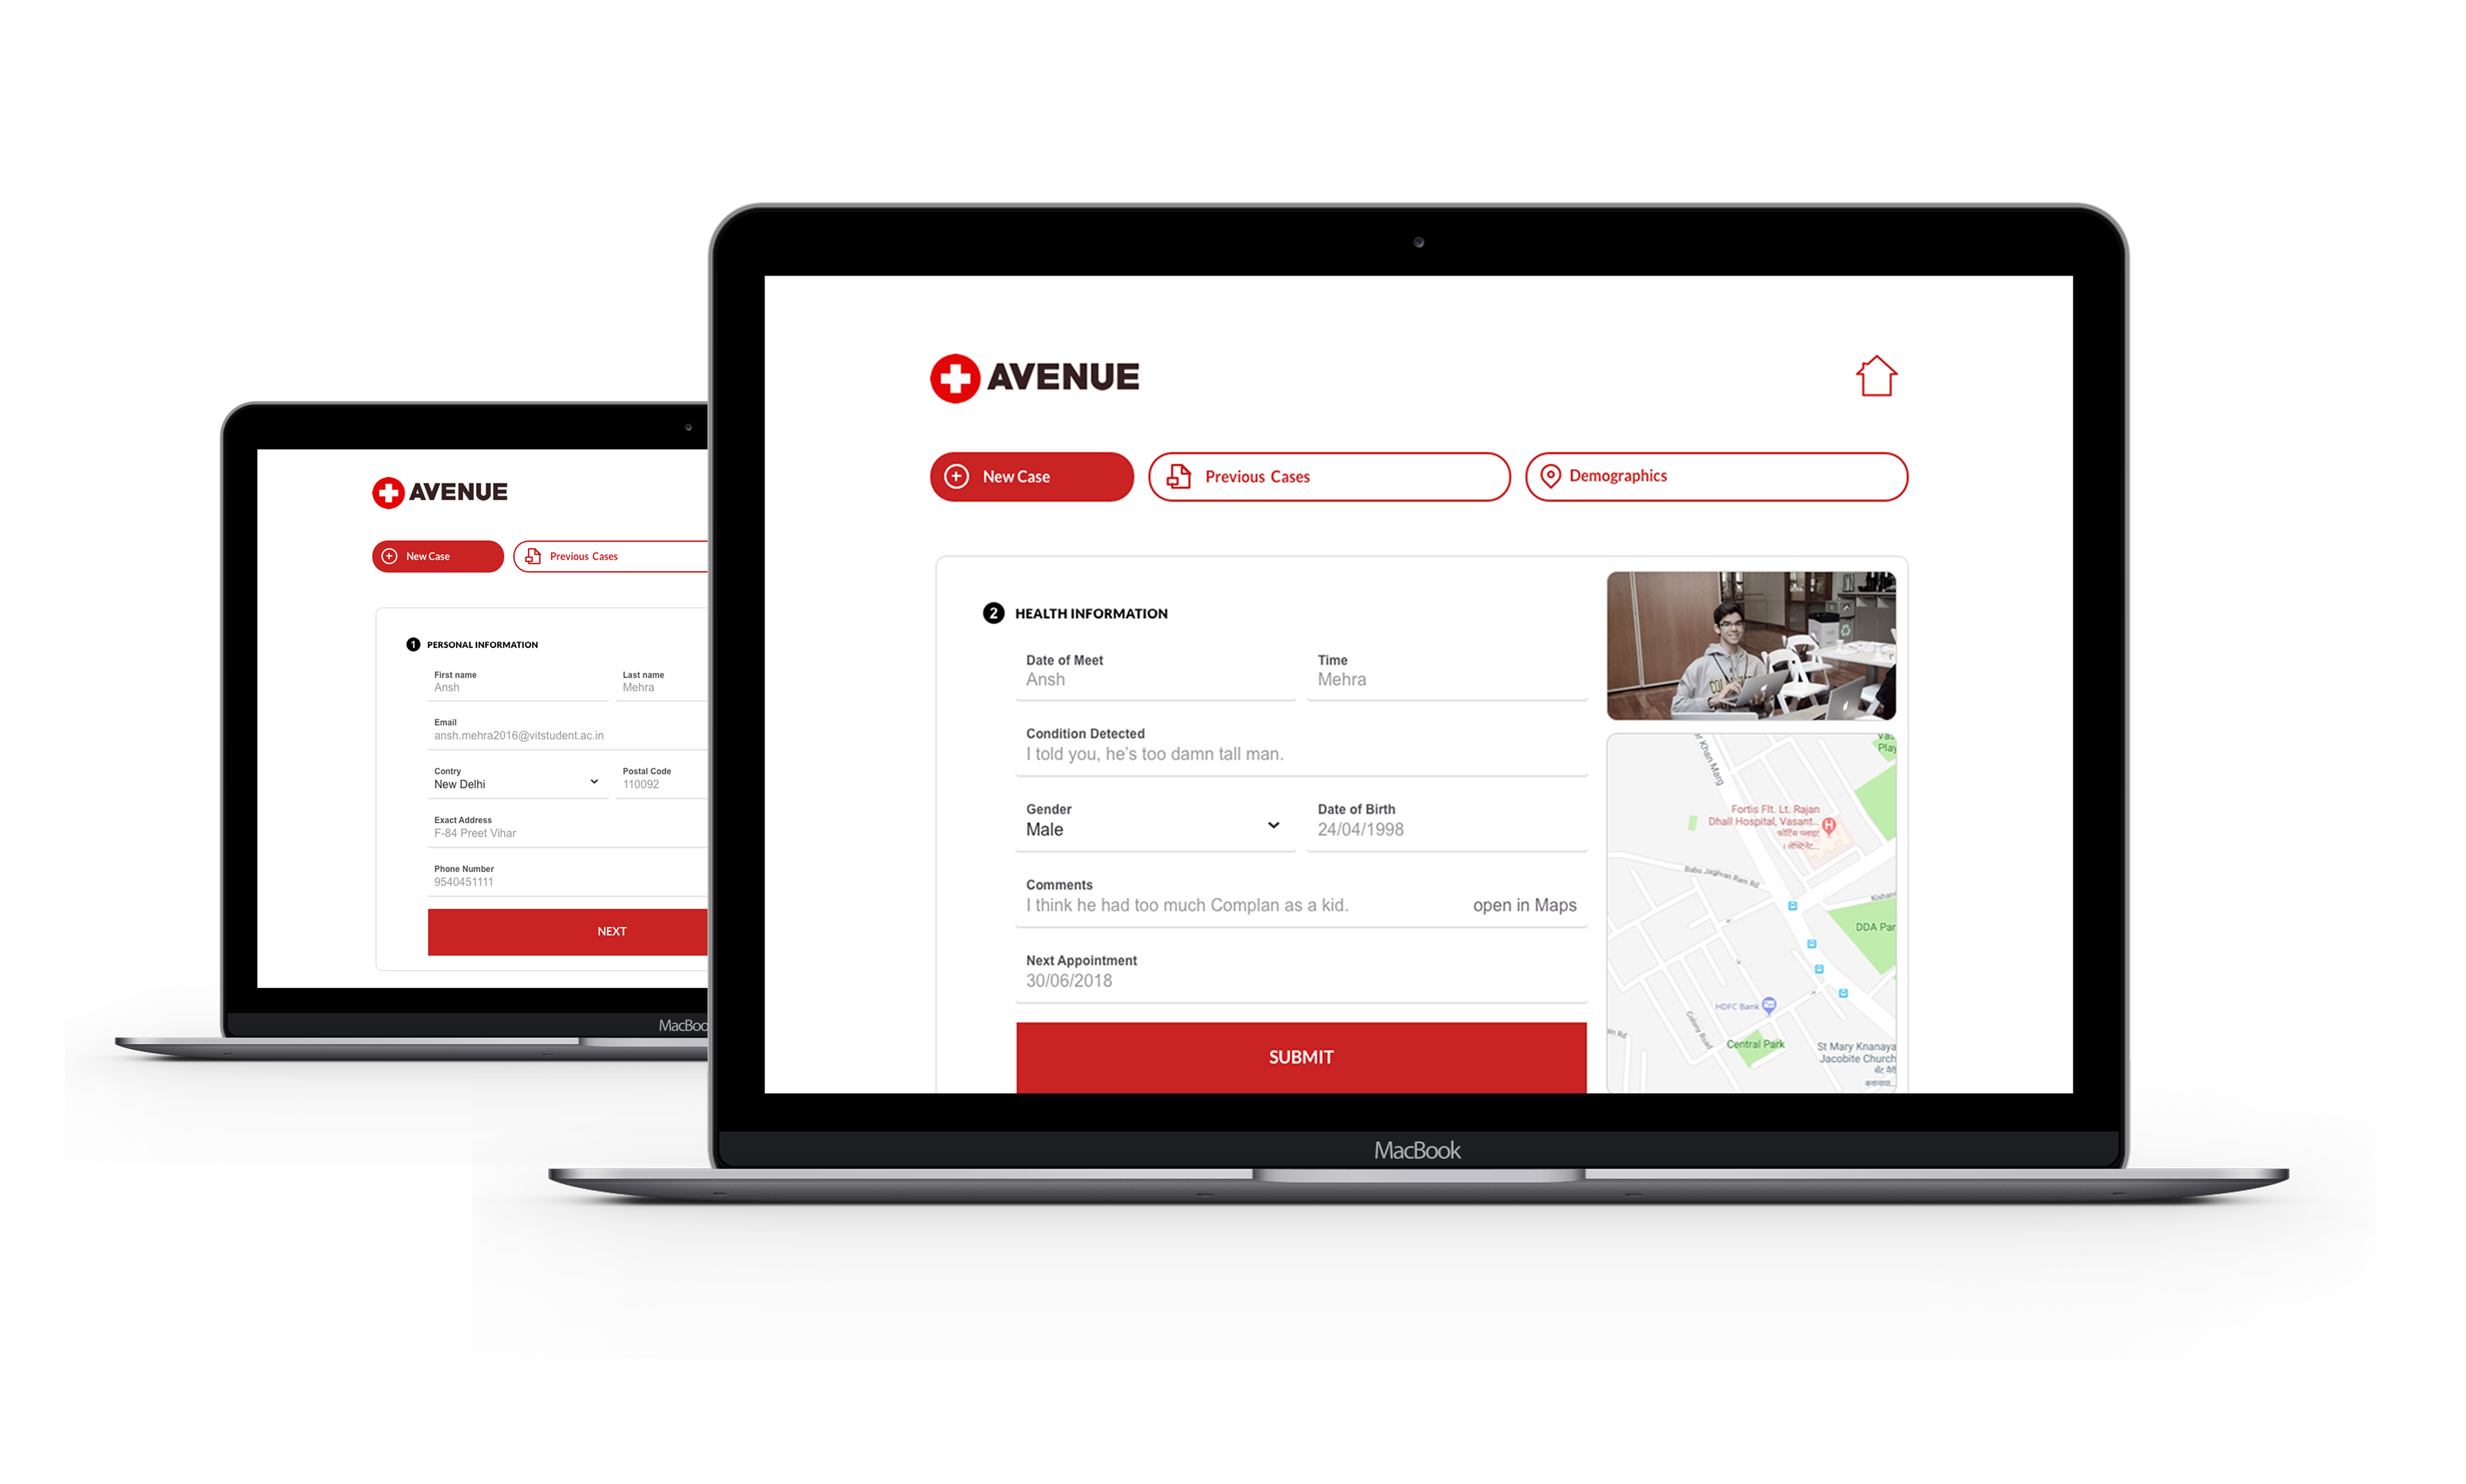 AVENUE
New Case
Previous Cases
1 PERSONAL INFORMATION
First name
Ansh
Last name
Mehra
Email
ansh.mehra2016@vitstudent.ac.in
Contry
New Delhi
Postal Code
110092
Exact Address
F-84 Preet Vihar
Phone Number
9540451111
NEXT
AVENUE
New Case
Previous Cases
Demographics
2 HEALTH INFORMATION
Date of Meet
Ansh
Time
Mehra
Condition Detected
I told you, he's too damn tall man.
Gender
Male
Date of Birth
24/04/1998
Comments
I think he had too much Complan as a kid.
open in Maps
Next Appointment
30/06/2018
SUBMIT
Khan Marg
Play
Fortis Flt. Lt. Rajan
Dhall Hospital, Vasant...
H
Babu Jagjivan Ram Rd
DDA Par
HDFC Bank
Colony Road
Central Park
St Mary Knanaya
Jacobite Church
MacBook